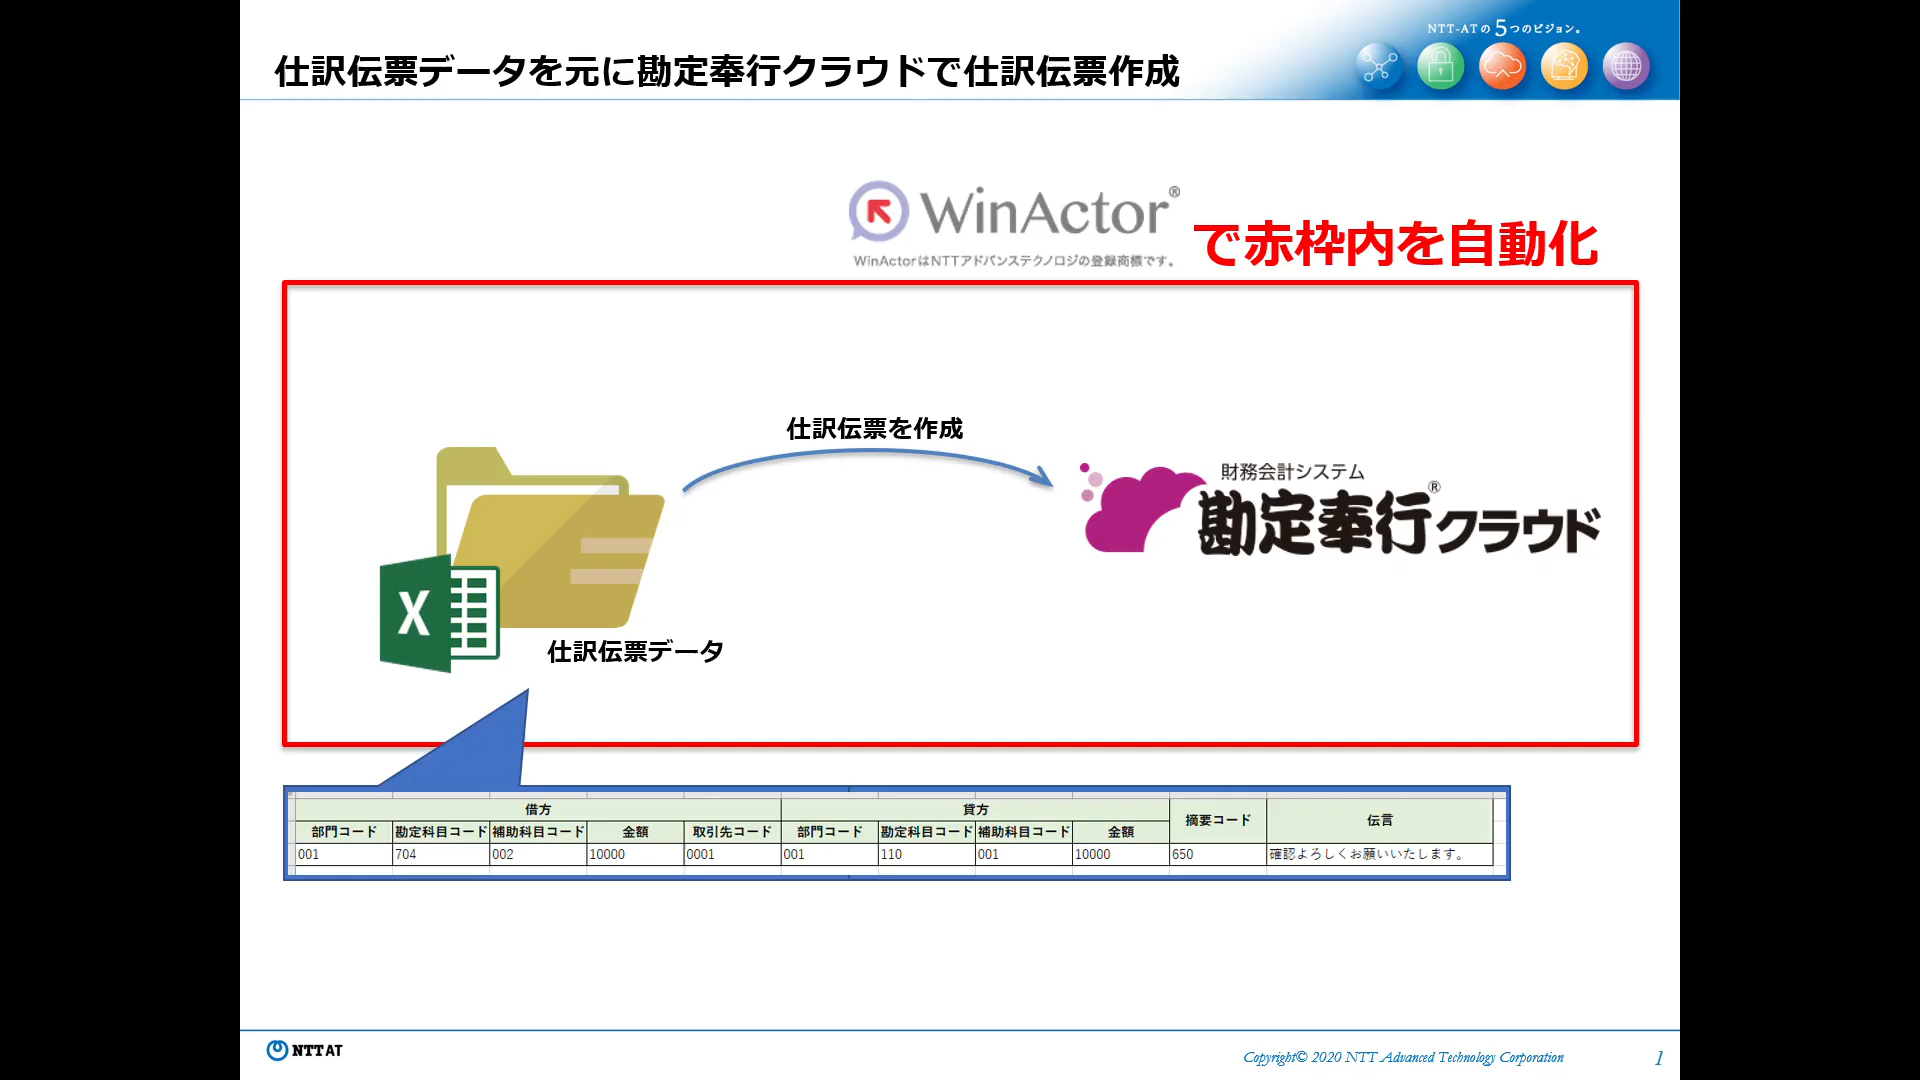 NTT-ATの5つのビジョン。
仕訳伝票データを元に勘定奉行クラウドで仕訳伝票作成
WinActor®
で赤枠内を自動化
WinActorはNTTアドバンステクノロジの登録商標です。
仕訳伝票を作成
財務会計システム
勘定奉行®クラウド
X
仕訳伝票データ
借方 貸方 摘要コード 伝言
部門コード 勘定科目コード 補助科目コード 金額 取引先コード 部門コード 勘定科目コード 補助科目コード 金額
001 704 002 10000 0001 001 110 001 10000 650 確認よろしくお願いいたします。
NTT AT
Copyright© 2020 NTT Advanced Technology Corporation
1